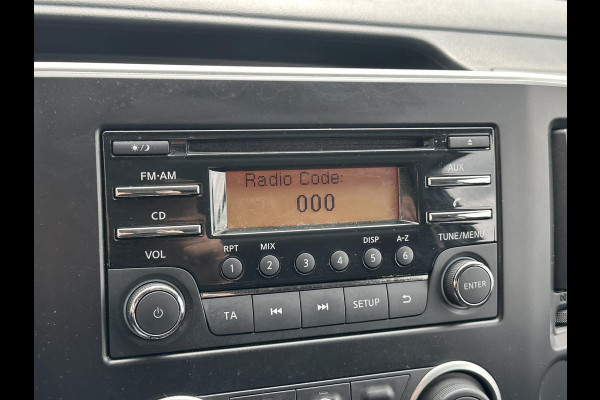 AUX
FM·AM
Radio Code:
000
CD
VOL
RPT MIX DISP A-Z
1 2 3 4 5 6
TUNE/MENU
ENTER
TA SETUP